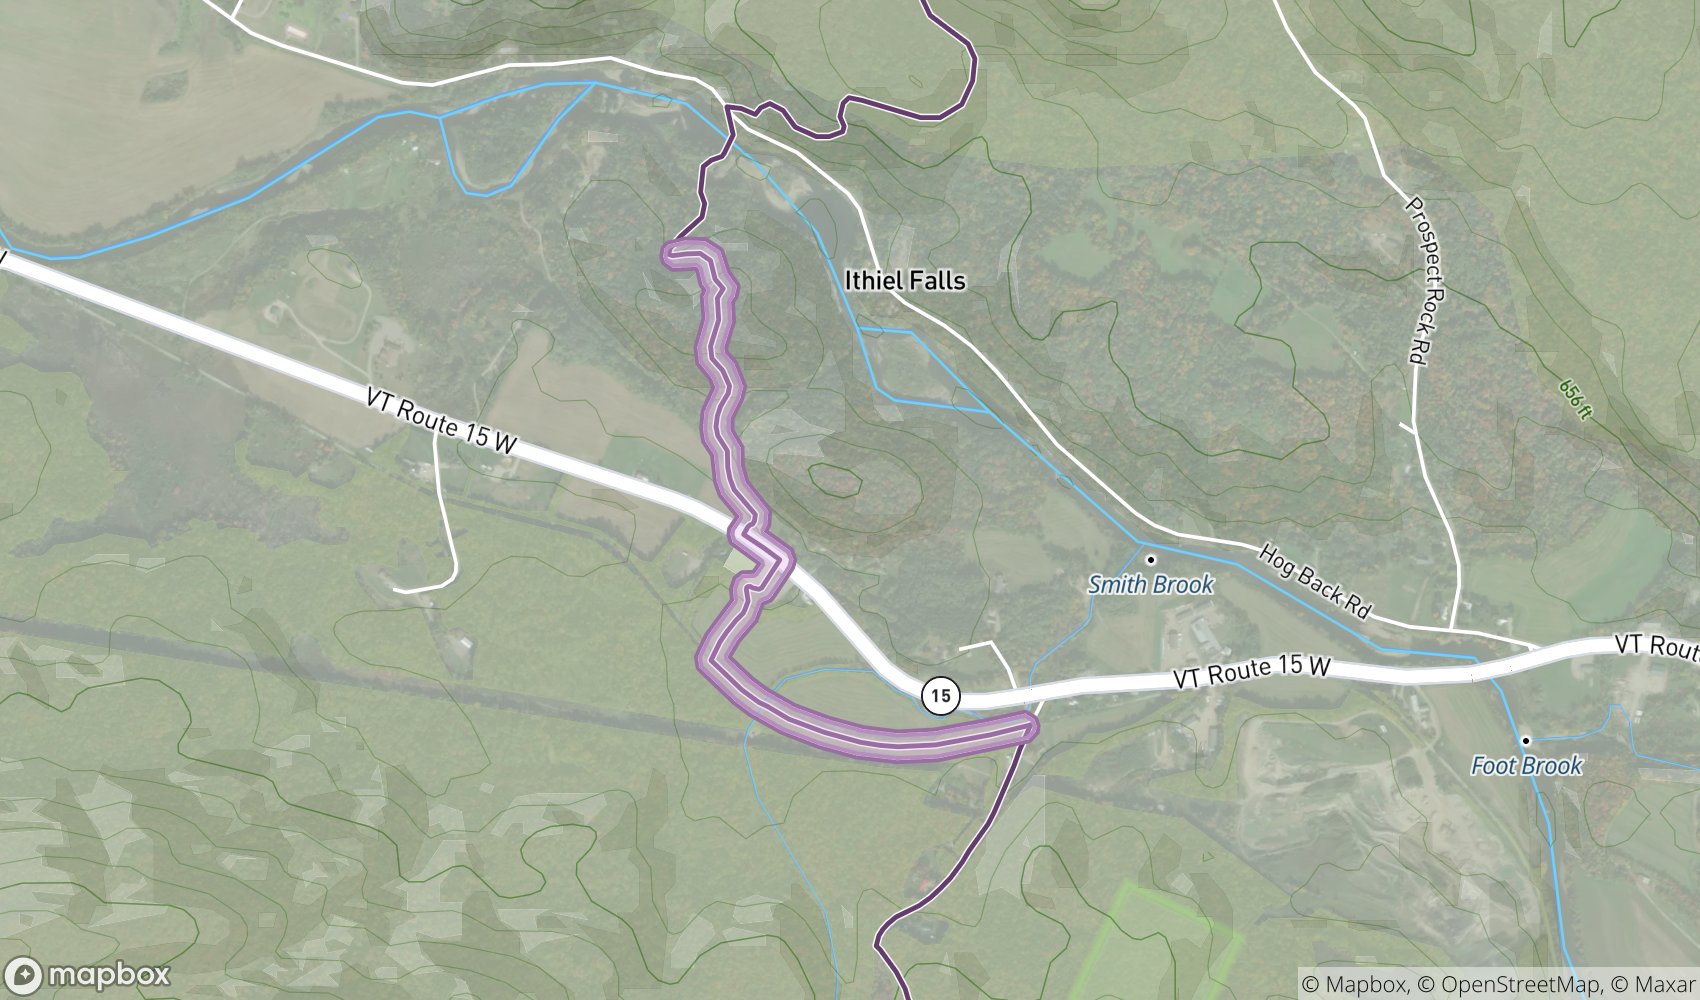 Prospect Rock Rd
Ithiel Falls
656 ft
VT Route 15 W
Hog Back Rd
Smith Brook
VT Route 15 W
VT Rout
15
Foot Brook
mapbox
© Mapbox, © OpenStreetMap, © Maxar